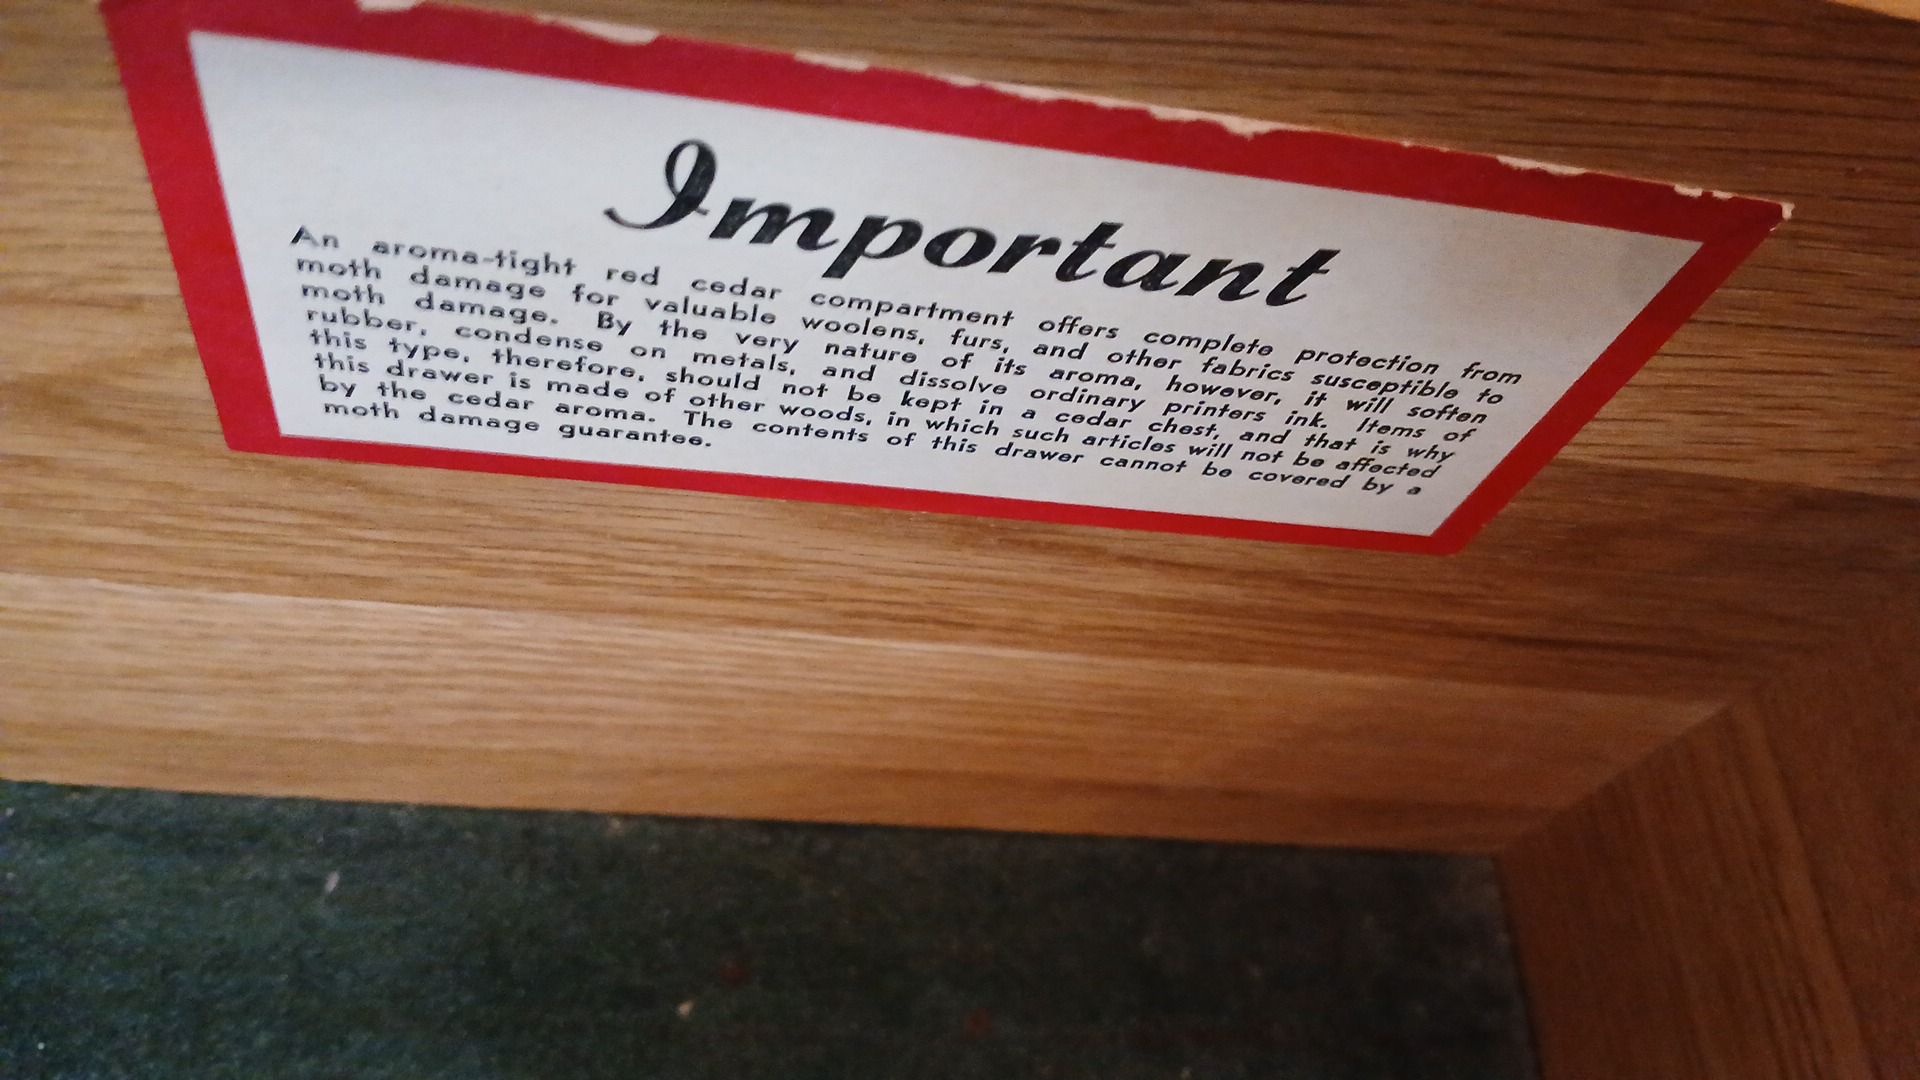 Important
An aroma-tight red cedar compartment offers complete protection from
moth damage for valuable woolens, furs, and other fabrics susceptible to
moth damage. By the very nature of its aroma, however, it will soften
rubber, condense on metals, and dissolve ordinary printers ink. Items of
this type, therefore, should not be kept in a cedar chest, and that is why
this drawer is made of other woods, in which such articles will not be affected
by the cedar aroma. The contents of this drawer cannot be covered by a
moth damage guarantee.